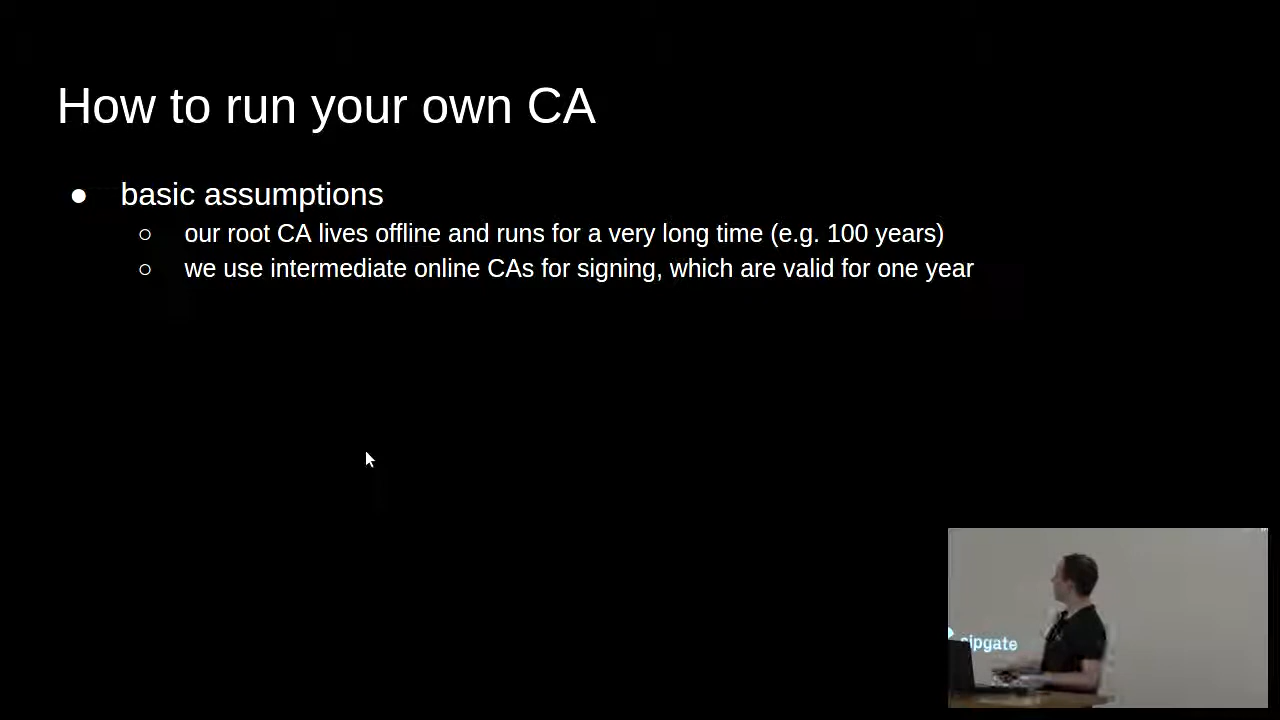 How to run your own CA
● basic assumptions
○ our root CA lives offline and runs for a very long time (e.g. 100 years)
○ we use intermediate online CAs for signing, which are valid for one year
sipgate